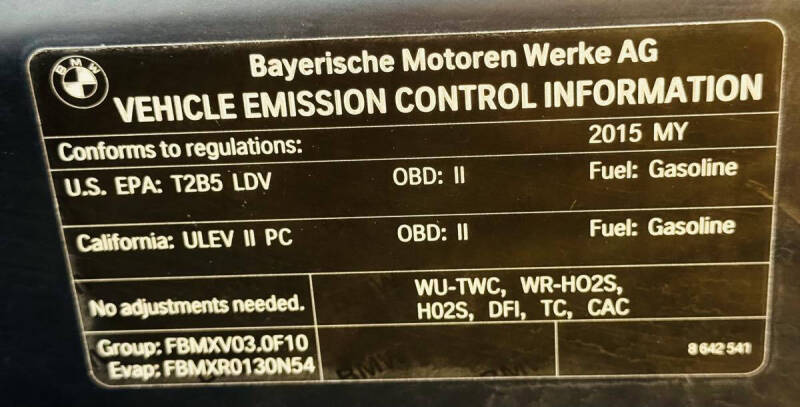 BMW
Bayerische Motoren Werke AG
VEHICLE EMISSION CONTROL INFORMATION
Conforms to regulations: 2015 MY
U.S. EPA: T2B5 LDV OBD: II Fuel: Gasoline
California: ULEV II PC OBD: II Fuel: Gasoline
No adjustments needed.
WU-TWC, WR-HO2S,
HO2S, DFI, TC, CAC
Group: FBMXV03.0F10
Evap: FBMXR0130N54
8 642 541